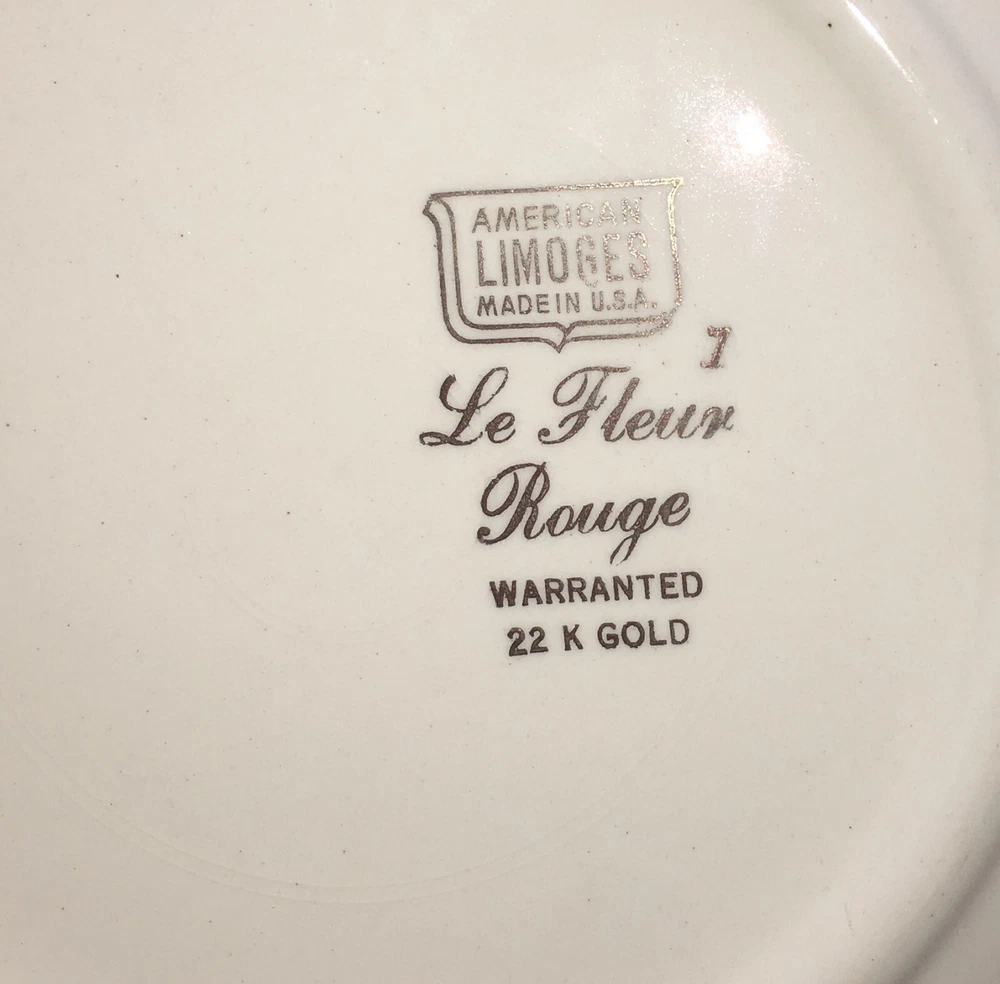 AMERICAN
LIMOGES
MADE IN U.S.A.
1
Le Fleur
Rouge
WARRANTED
22 K GOLD